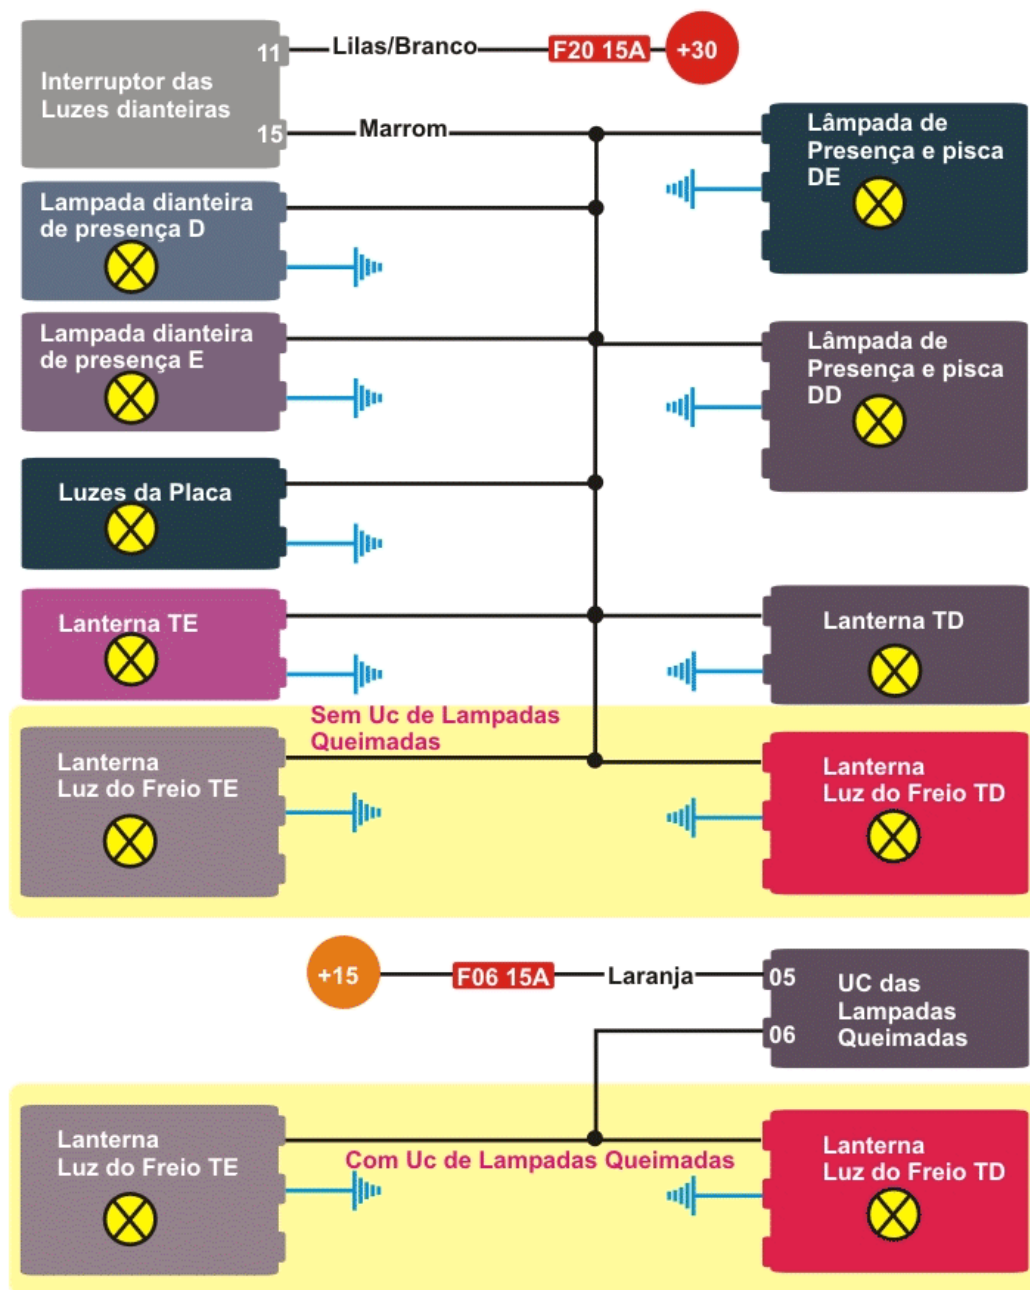 11
Lilas/Branco
F20 15A
+30
Interruptor das
Luzes dianteiras
15
Marrom
Lâmpada de
Presença e pisca
DE
Lampada dianteira
de presença D
Lampada dianteira
de presença E
Lâmpada de
Presença e pisca
DD
Luzes da Placa
Lanterna TE
Lanterna TD
Sem Uc de Lampadas
Queimadas
Lanterna
Luz do Freio TE
Lanterna
Luz do Freio TD
+15
F06 15A
Laranja
05
06
UC das
Lampadas
Queimadas
Lanterna
Luz do Freio TE
Com Uc de Lampadas Queimadas
Lanterna
Luz do Freio TD